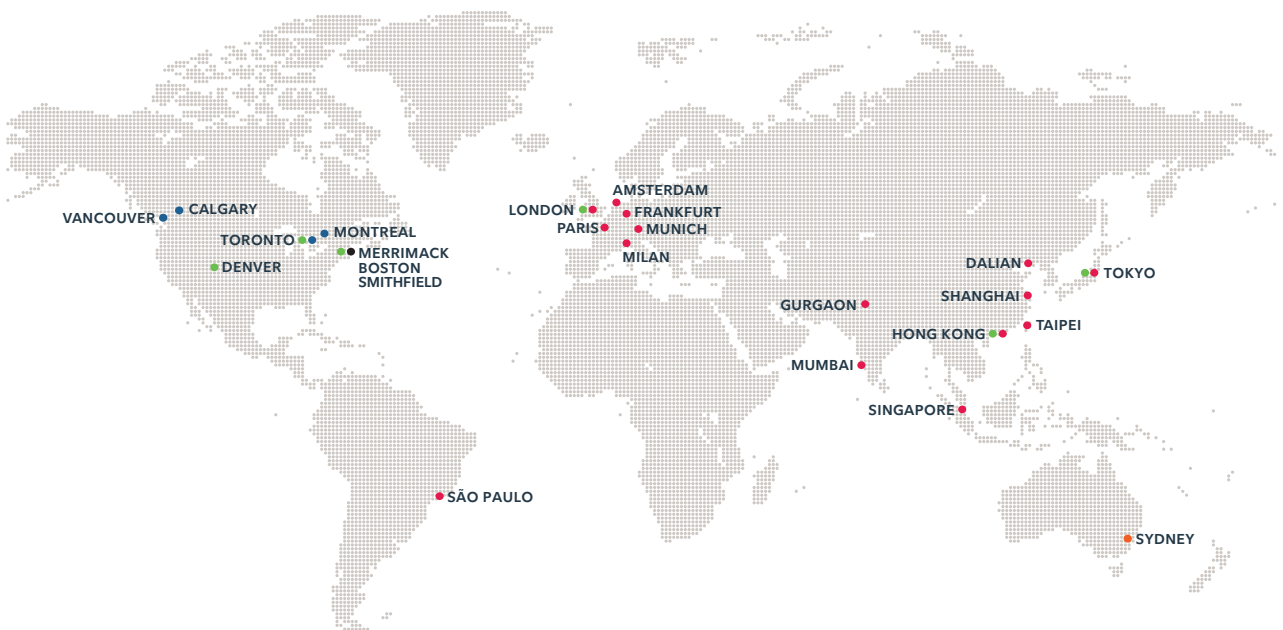 AMSTERDAM
VANCOUVER
CALGARY
LONDON
FRANKFURT
PARIS
MUNICH
TORONTO
MONTREAL
MERRIMACK
BOSTON
SMITHFIELD
MILAN
DENVER
DALIAN
TOKYO
SHANGHAI
GURGAON
TAIPEI
HONG KONG
MUMBAI
SINGAPORE
SÃO PAULO
SYDNEY